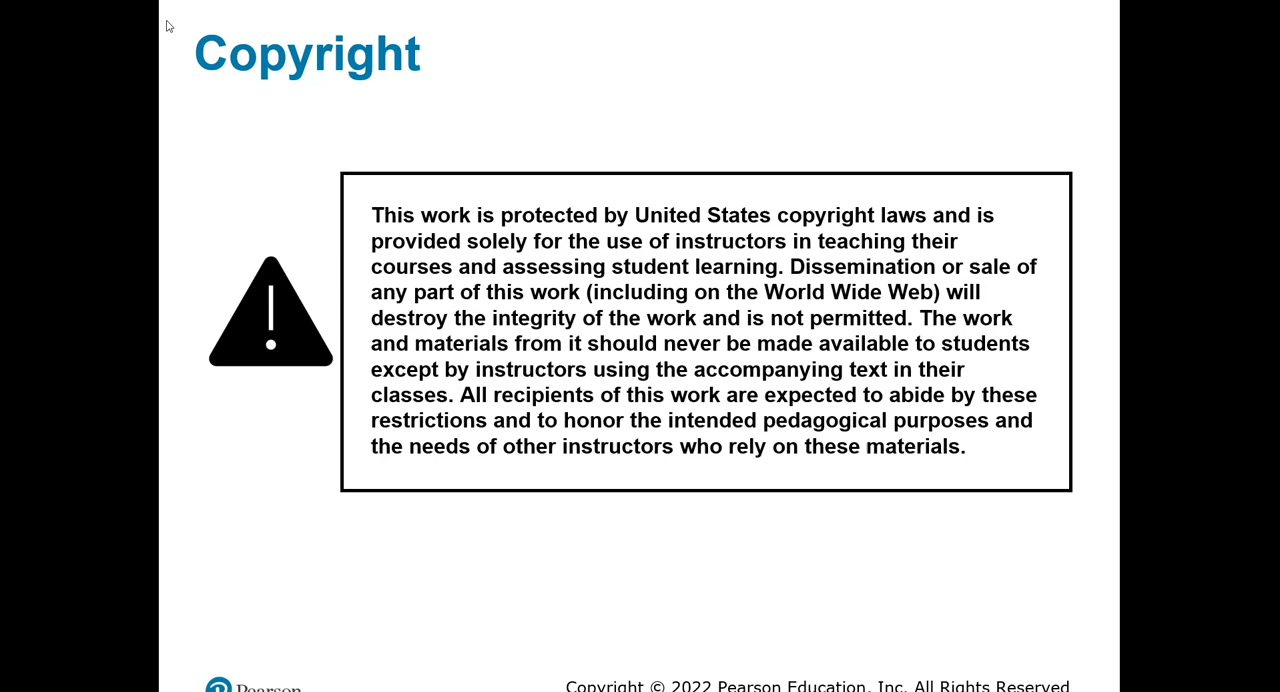 Copyright
This work is protected by United States copyright laws and is
provided solely for the use of instructors in teaching their
courses and assessing student learning. Dissemination or sale of
any part of this work (including on the World Wide Web) will
destroy the integrity of the work and is not permitted. The work
and materials from it should never be made available to students
except by instructors using the accompanying text in their
classes. All recipients of this work are expected to abide by these
restrictions and to honor the intended pedagogical purposes and
the needs of other instructors who rely on these materials.
Pearson
Copyright © 2022 Pearson Education, Inc. All Rights Reserved